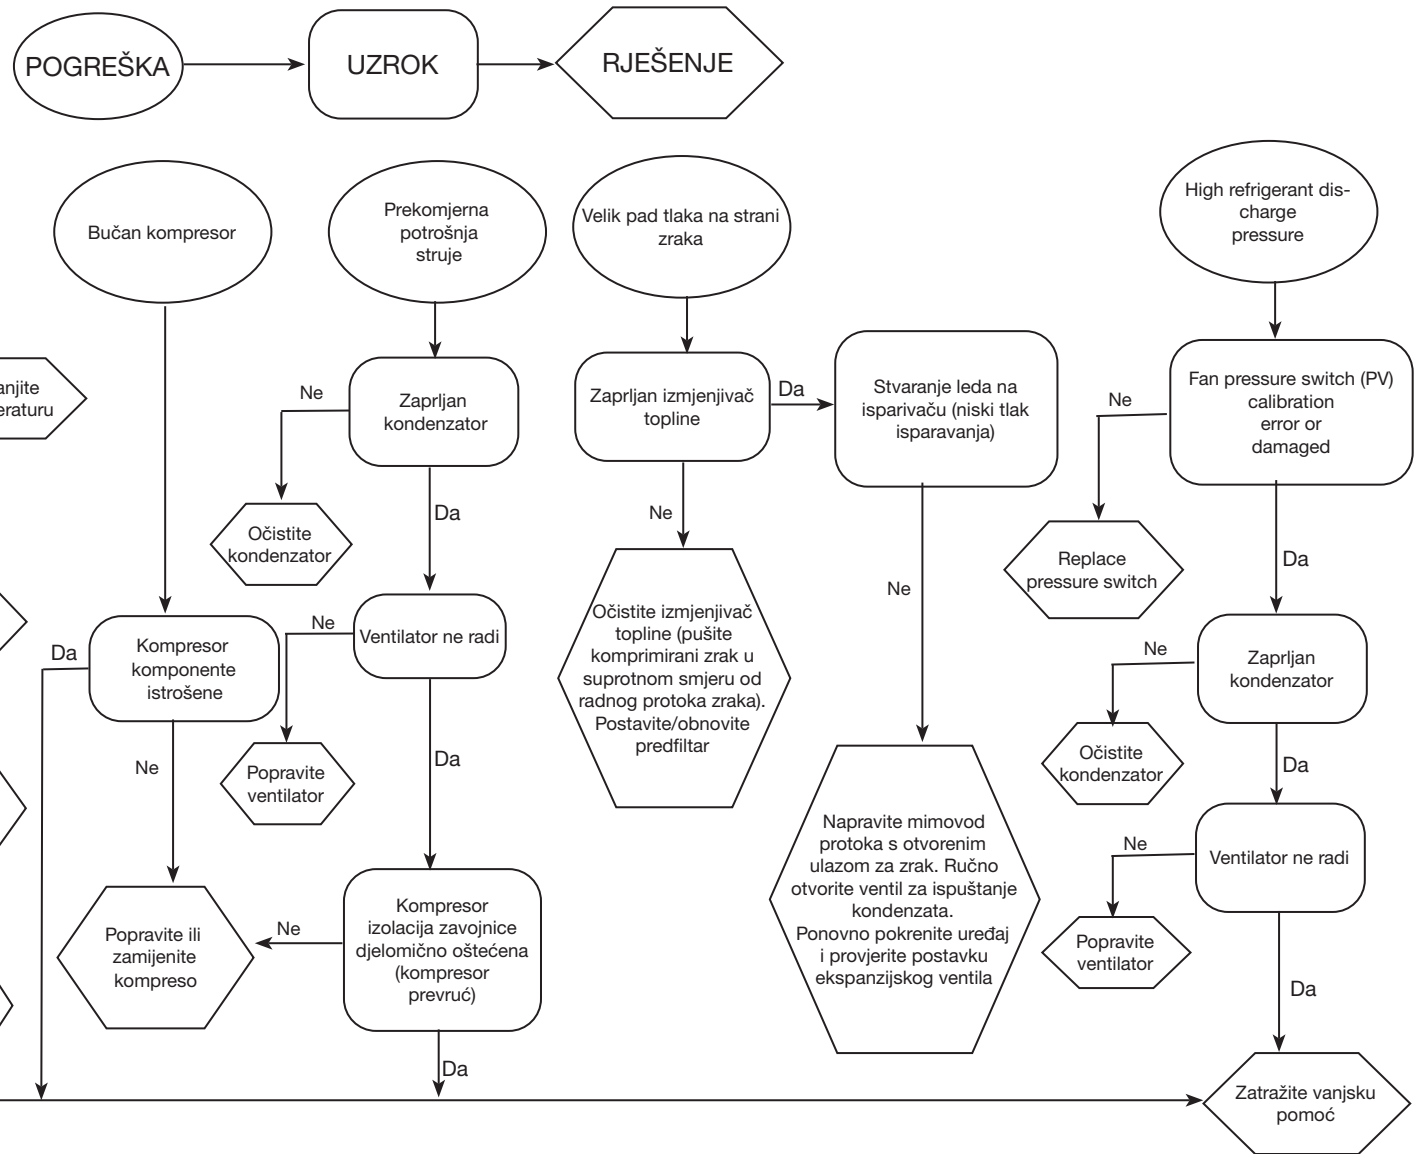 POGREŠKA
UZROK
RJEŠENJE
Bučan kompresor
Prekomjerna
potrošnja
struje
Velik pad tlaka na strani
zraka
High refrigerant dis-
charge
pressure
anjite
eraturu
Ne
Zaprljan
kondenzator
Zaprljan izmjenjivač
topline
Da
Stvaranje leda na
isparivaču (niski tlak
isparavanja)
Ne
Fan pressure switch (PV)
calibration
error or
damaged
Očistite
kondenzator
Da
Ne
Replace
pressure switch
Da
Očistite izmjenjivač
topline (pušite
komprimirani zrak u
suprotnom smjeru od
radnog protoka zraka).
Postavite/obnovite
predfiltar
Ne
Da
Kompresor
komponente
istrošene
Ne
Ventilator ne radi
Ne
Zaprljan
kondenzator
Ne
Popravite
ventilator
Da
Očistite
kondenzator
Da
Napravite mimovod
protoka s otvorenim
ulazom za zrak. Ručno
otvorite ventil za ispuštanje
kondenzata.
Ponovno pokrenite uređaj
i provjerite postavku
ekspanzijskog ventila
Ne
Ventilator ne radi
Popravite ili
zamijenite
kompreso
Ne
Kompresor
izolacija zavojnice
djelomično oštećena
(kompresor
prevruć)
Popravite
ventilator
Da
Da
Zatražite vanjsku
pomoć